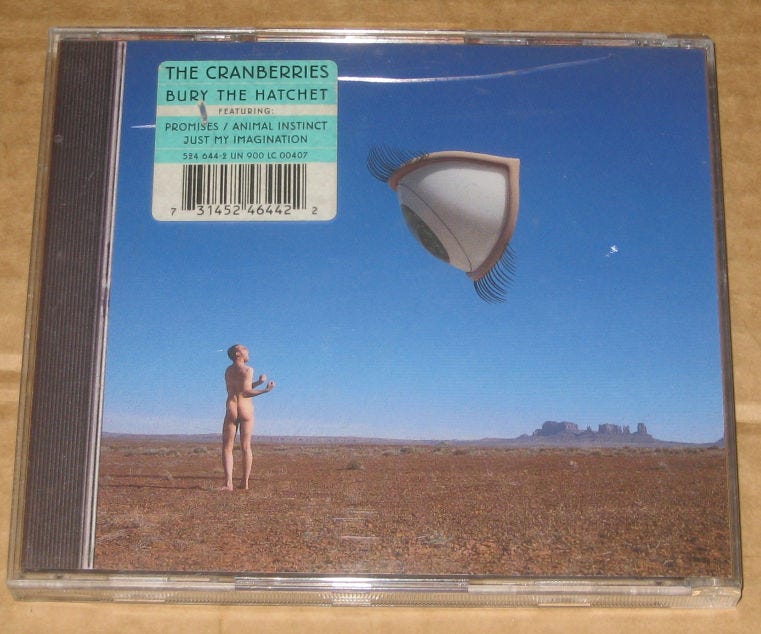 THE CRANBERRIES
BURY THE HATCHET
FEATURING:
PROMISES / ANIMAL INSTINCT
JUST MY IMAGINATION
524 644-2 UN 900 LC 00407
7 31452 46442 2